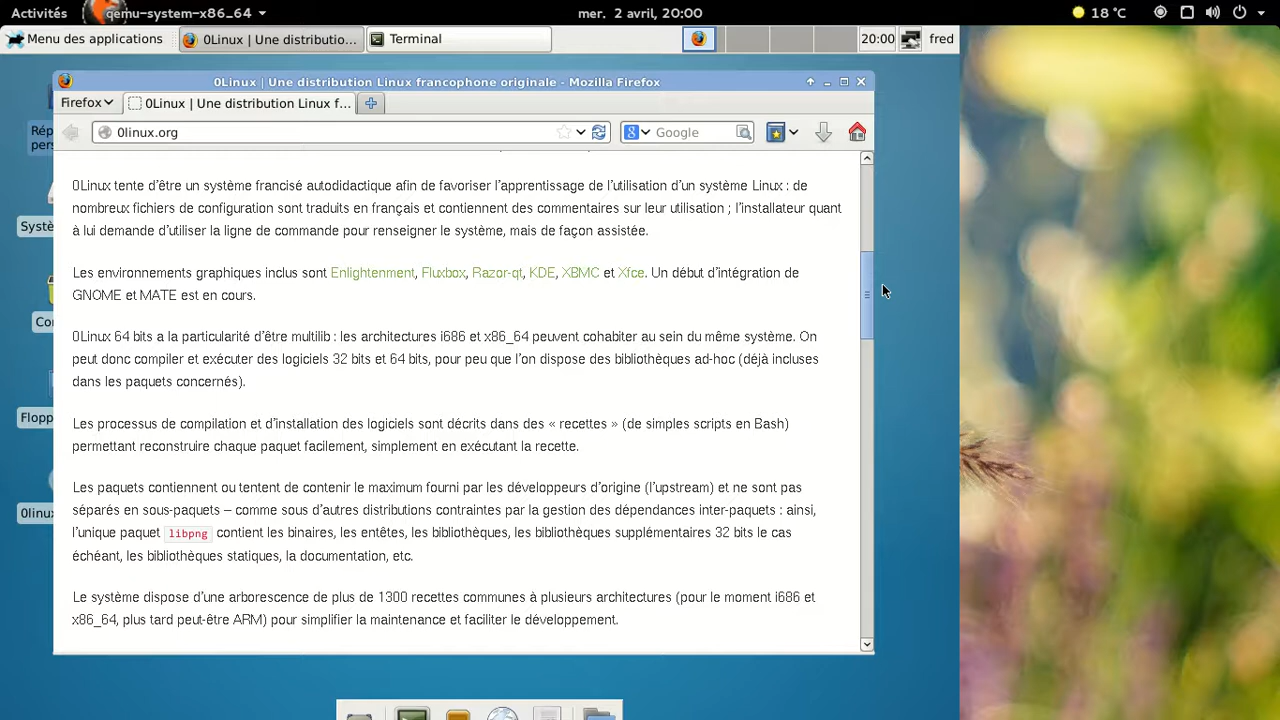 Activités qemu-system-x86_64 mer. 2 avril, 20:00 18 °C
Menu des applications 0Linux | Une distributio... Terminal 20:00 fred
0Linux | Une distribution Linux francophone originale - Mozilla Firefox
Firefox 0Linux | Une distribution Linux f...
0linux.org Google
Rép
pers
0Linux tente d'être un système francisé autodidactique afin de favoriser l'apprentissage de l'utilisation d'un système Linux : de
nombreux fichiers de configuration sont traduits en français et contiennent des commentaires sur leur utilisation ; l'installateur quant
à lui demande d'utiliser la ligne de commande pour renseigner le système, mais de façon assistée.
Systè
Les environnements graphiques inclus sont Enlightenment, Fluxbox, Razor-qt, KDE, XBMC et Xfce. Un début d'intégration de
GNOME et MATE est en cours.
Co
0Linux 64 bits a la particularité d'être multilib : les architectures i686 et x86_64 peuvent cohabiter au sein du même système. On
peut donc compiler et exécuter des logiciels 32 bits et 64 bits, pour peu que l'on dispose des bibliothèques ad-hoc (déjà incluses
dans les paquets concernés).
Flopp
Les processus de compilation et d'installation des logiciels sont décrits dans des « recettes » (de simples scripts en Bash)
permettant reconstruire chaque paquet facilement, simplement en exécutant la recette.
Les paquets contiennent ou tentent de contenir le maximum fourni par les développeurs d'origine (l'upstream) et ne sont pas
séparés en sous-paquets – comme sous d'autres distributions contraintes par la gestion des dépendances inter-paquets : ainsi,
0linux
l'unique paquet libpng contient les binaires, les entêtes, les bibliothèques, les bibliothèques supplémentaires 32 bits le cas
échéant, les bibliothèques statiques, la documentation, etc.
Le système dispose d'une arborescence de plus de 1300 recettes communes à plusieurs architectures (pour le moment i686 et
x86_64, plus tard peut-être ARM) pour simplifier la maintenance et faciliter le développement.